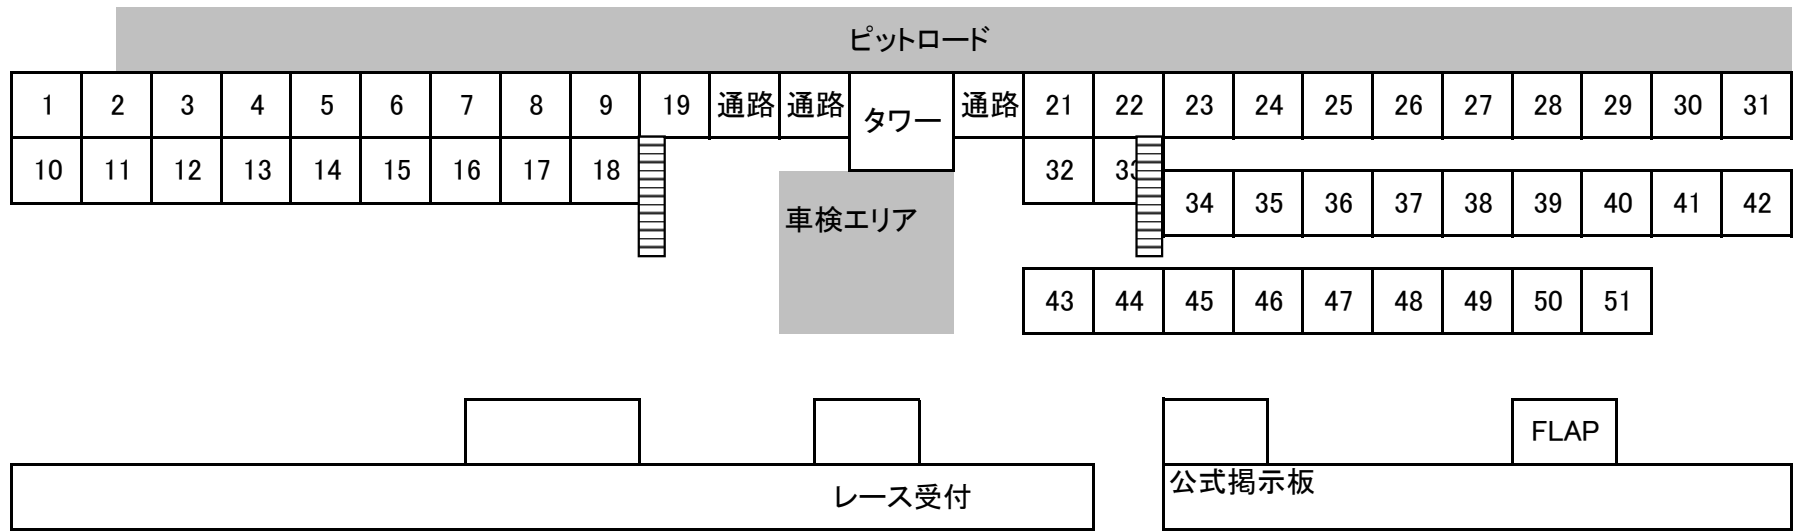 ピットロード
1 2 3 4 5 6 7 8 9 19 通路 通路 タワー 通路 21 22 23 24 25 26 27 28 29 30 31
10 11 12 13 14 15 16 17 18 32 33
34 35 36 37 38 39 40 41 42
車検エリア
43 44 45 46 47 48 49 50 51
FLAP
レース受付 公式掲示板